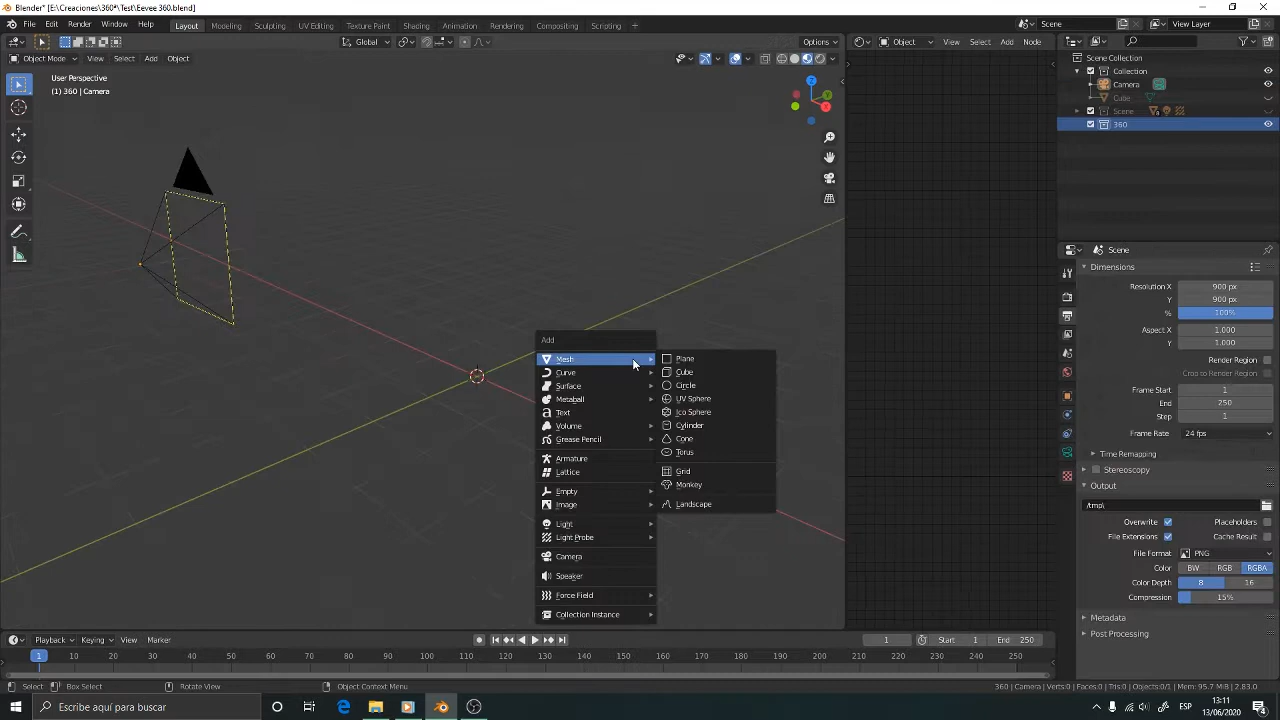 Blender* [E:\Creaciones\360*\Test\Eevee 360.blend]
File Edit Render Window Help Layout Modeling Sculpting UV Editing Texture Paint Shading Animation Rendering Compositing Scripting + Scene View Layer
Global Options Object View Select Add Node
Object Mode View Select Add Object
User Perspective
(1) 360 | Camera
Z
Y
X
Scene Collection
Collection
Camera
Cube
Scene
360
Scene
Dimensions
Resolution X 900 px
Y 900 px
% 100%
Aspect X 1.000
Y 1.000
Render Region
Crop to Render Region
Frame Start 1
End 250
Step 1
Frame Rate 24 fps
Time Remapping
Stereoscopy
Output
/tmp\
Overwrite Placeholders
File Extensions Cache Result
File Format PNG
Color BW RGB RGBA
Color Depth 8 16
Compression 15%
Metadata
Post Processing
Add
Mesh
Curve
Surface
Metaball
Text
Volume
Grease Pencil
Armature
Lattice
Empty
Image
Light
Light Probe
Camera
Speaker
Force Field
Collection Instance
Plane
Cube
Circle
UV Sphere
Ico Sphere
Cylinder
Cone
Torus
Grid
Monkey
Landscape
Playback Keying View Marker 1 Start 1 End 250
1 10 20 30 40 50 60 70 80 90 100 110 120 130 140 150 160 170 180 190 200 210 220 230 240 250
Select Box Select Rotate View Object Context Menu 360 | Camera | Verts:0 | Faces:0 | Tris:0 | Objects:0/1 | Mem: 95.7 MiB | 2.83.0
Escribe aquí para buscar ESP 13:11
13/06/2020